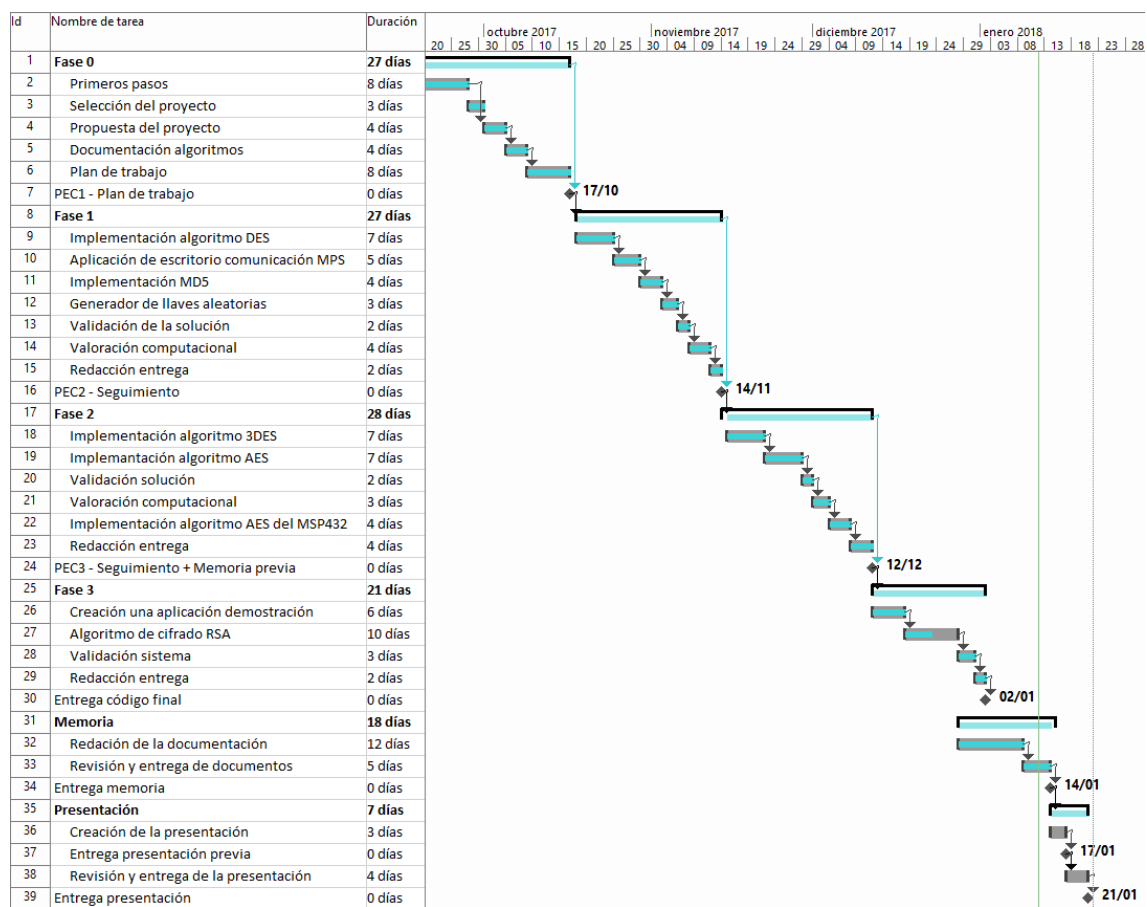 Id Nombre de tarea Duración octubre 2017 noviembre 2017 diciembre 2017 enero 2018
20 25 30 05 10 15 20 25 30 04 09 14 19 24 29 04 09 14 19 24 29 03 08 13 18 23 28
1 Fase 0 27 días
2 Primeros pasos 8 días
3 Selección del proyecto 3 días
4 Propuesta del proyecto 4 días
5 Documentación algoritmos 4 días
6 Plan de trabajo 8 días
7 PEC1 - Plan de trabajo 0 días 17/10
8 Fase 1 27 días
9 Implementación algoritmo DES 7 días
10 Aplicación de escritorio comunicación MPS 5 días
11 Implementación MD5 4 días
12 Generador de llaves aleatorias 3 días
13 Validación de la solución 2 días
14 Valoración computacional 4 días
15 Redacción entrega 2 días
16 PEC2 - Seguimiento 0 días 14/11
17 Fase 2 28 días
18 Implementación algoritmo 3DES 7 días
19 Implemantación algoritmo AES 7 días
20 Validación solución 2 días
21 Valoración computacional 3 días
22 Implementación algoritmo AES del MSP432 4 días
23 Redacción entrega 4 días
24 PEC3 - Seguimiento + Memoria previa 0 días 12/12
25 Fase 3 21 días
26 Creación una aplicación demostración 6 días
27 Algoritmo de cifrado RSA 10 días
28 Validación sistema 3 días
29 Redacción entrega 2 días
30 Entrega código final 0 días 02/01
31 Memoria 18 días
32 Redación de la documentación 12 días
33 Revisión y entrega de documentos 5 días
34 Entrega memoria 0 días 14/01
35 Presentación 7 días
36 Creación de la presentación 3 días
37 Entrega presentación previa 0 días 17/01
38 Revisión y entrega de la presentación 4 días
39 Entrega presentación 0 días 21/01